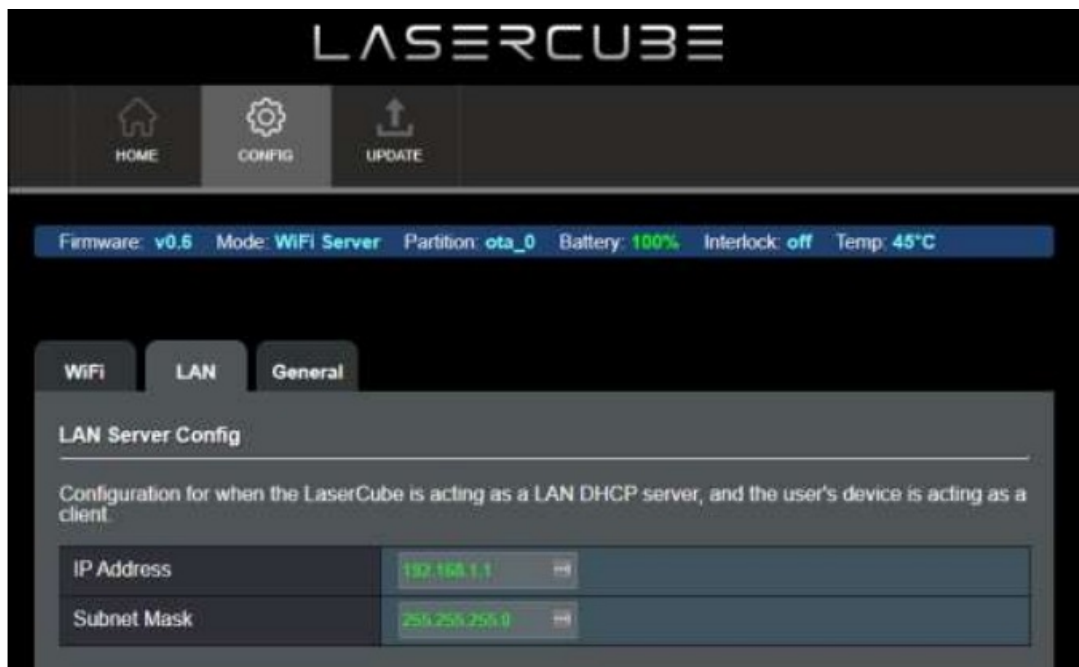 LASERCUBE
HOME CONFIG UPDATE
Firmware: v0.6 Mode: WiFi Server Partition: ota_0 Battery: 100% Interlock: off Temp: 45°C
WiFi LAN General
LAN Server Config
Configuration for when the LaserCube is acting as a LAN DHCP server, and the user's device is acting as a
client.
IP Address 192.168.1.1
Subnet Mask 255.255.255.0